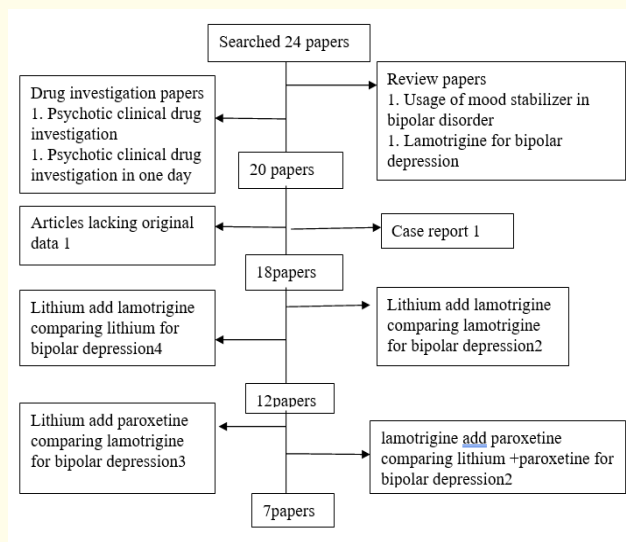 Searched 24 papers
Drug investigation papers
1. Psychotic clinical drug
investigation
1. Psychotic clinical drug
investigation in one day
Review papers
1. Usage of mood stabilizer in
bipolar disorder
1. Lamotrigine for bipolar
depression
20 papers
Articles lacking original
data 1
Case report 1
18papers
Lithium add lamotrigine
comparing lithium for
bipolar depression4
Lithium add lamotrigine
comparing lamotrigine
for bipolar depression2
12papers
Lithium add paroxetine
comparing lamotrigine
for bipolar depression3
lamotrigine add paroxetine
comparing lithium +paroxetine for
bipolar depression2
7papers